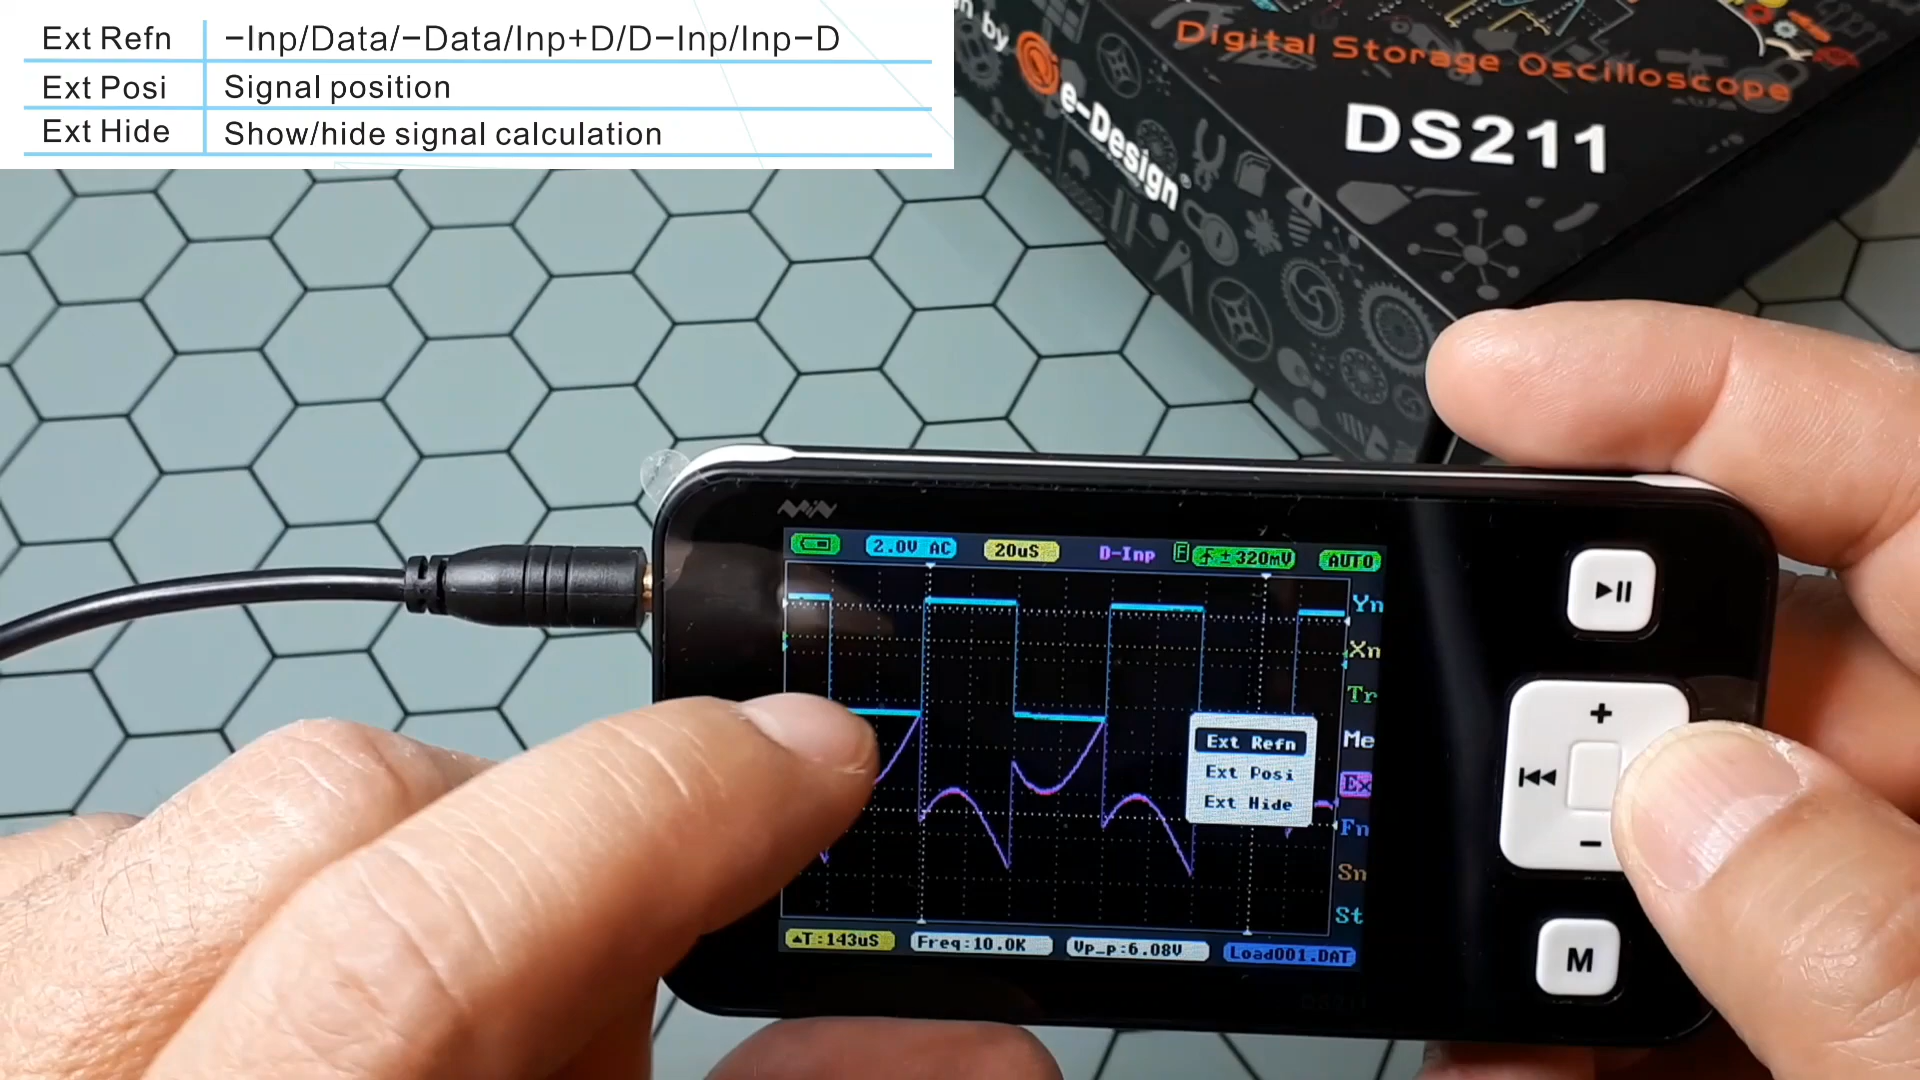 Ext Refn −Inp/Data/−Data/Inp+D/D−Inp/Inp−D
Ext Posi Signal position
Ext Hide Show/hide signal calculation
by e-Design®
Digital Storage Oscilloscope
DS211
MiNi
2.0V AC 20uS D-Inp F ±320mV AUTO
Yn
Xn
Tr
Me
Ex
Fn
Sn
St
Ext Refn
Ext Posi
Ext Hide
▲T:143uS Freq:10.0K Vp_p:6.08V Load001.DAT
+
−
M